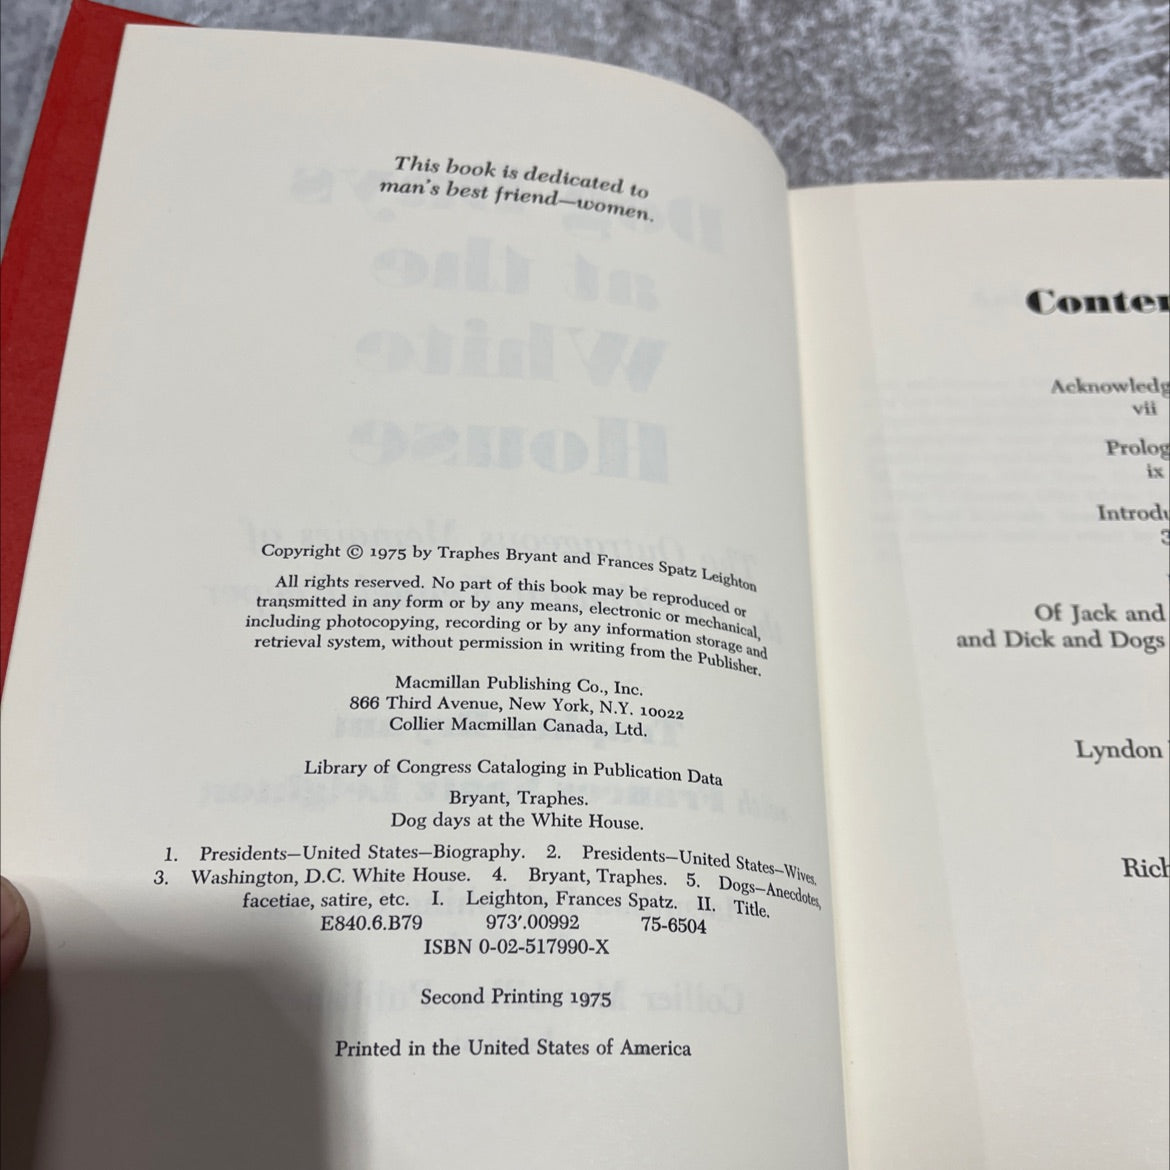 This book is dedicated to
man's best friend—women.
Copyright © 1975 by Traphes Bryant and Frances Spatz Leighton
All rights reserved. No part of this book may be reproduced or
transmitted in any form or by any means, electronic or mechanical,
including photocopying, recording or by any information storage and
retrieval system, without permission in writing from the Publisher.
Macmillan Publishing Co., Inc.
866 Third Avenue, New York, N.Y. 10022
Collier Macmillan Canada, Ltd.
Library of Congress Cataloging in Publication Data
Bryant, Traphes.
Dog days at the White House.
1. Presidents—United States—Biography. 2. Presidents—United States—Wives.
3. Washington, D.C. White House. 4. Bryant, Traphes. 5. Dogs—Anecdotes,
facetiae, satire, etc. I. Leighton, Frances Spatz. II. Title.
E840.6.B79 973'.00992 75-6504
ISBN 0-02-517990-X
Second Printing 1975
Printed in the United States of America
Conte
Acknowledg
vii
Prolog
ix
Introdu
3
Of Jack and
and Dick and Dogs
Lyndon
Rich